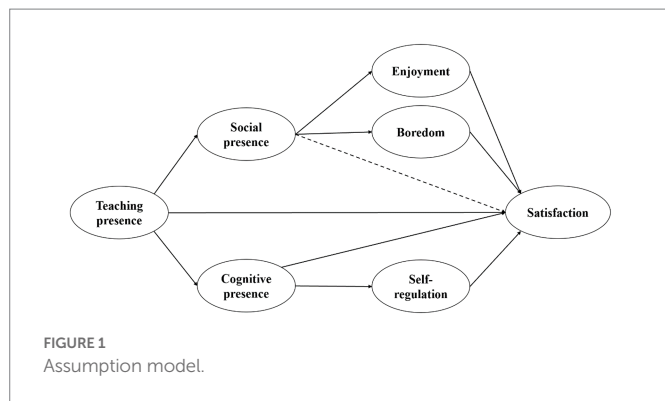 Enjoyment
Social
presence
Boredom
Teaching
presence
Satisfaction
Cognitive
presence
Self-
regulation
FIGURE 1
Assumption model.